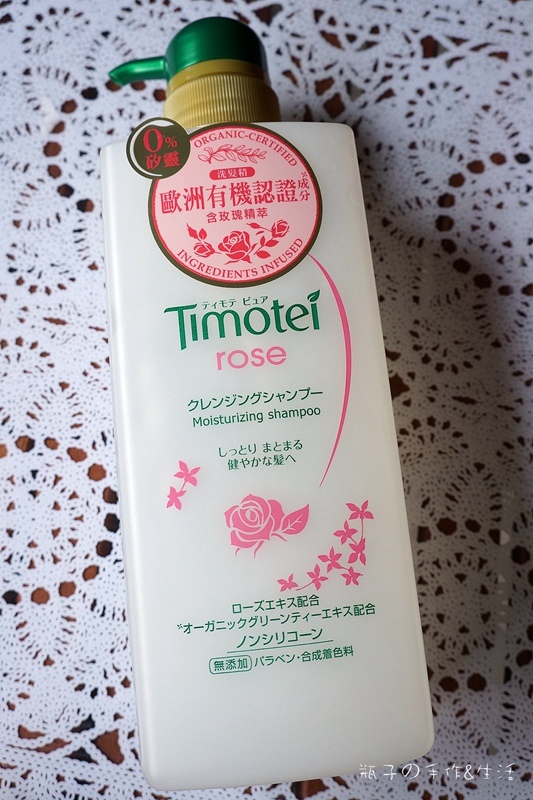 0%
矽靈
ORGANIC-CERTIFIED
洗髮精
歐洲有機認證※成分
含玫瑰精萃
INGREDIENTS INFUSED
ティモテ ピュア
Timotei
rose
クレンジングシャンプー
Moisturizing shampoo
しっとり まとまる
健やかな髪へ
ローズエキス配合
※オーガニックグリーンティーエキス配合
ノンシリコーン
無添加 パラベン・合成着色料
瓶子の手作&生活